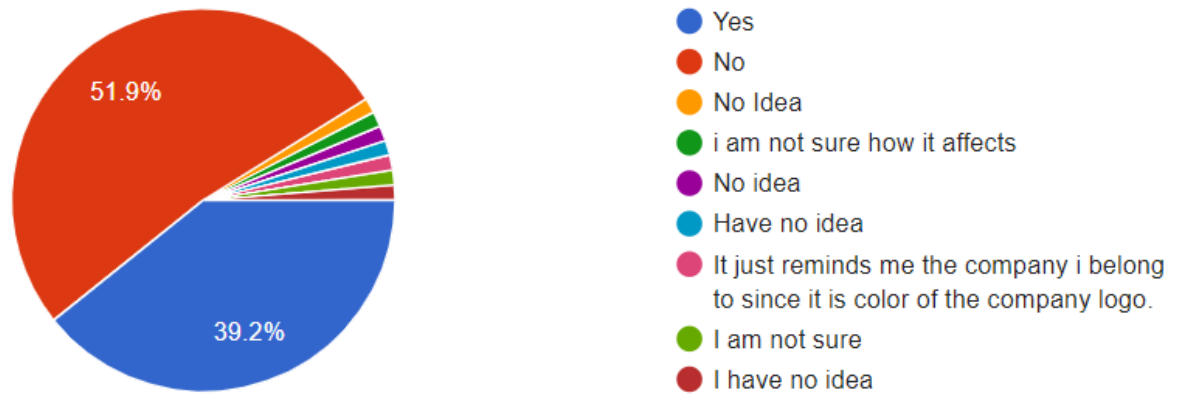 51.9%
39.2%
Yes
No
No Idea
i am not sure how it affects
No idea
Have no idea
It just reminds me the company i belong
to since it is color of the company logo.
I am not sure
I have no idea